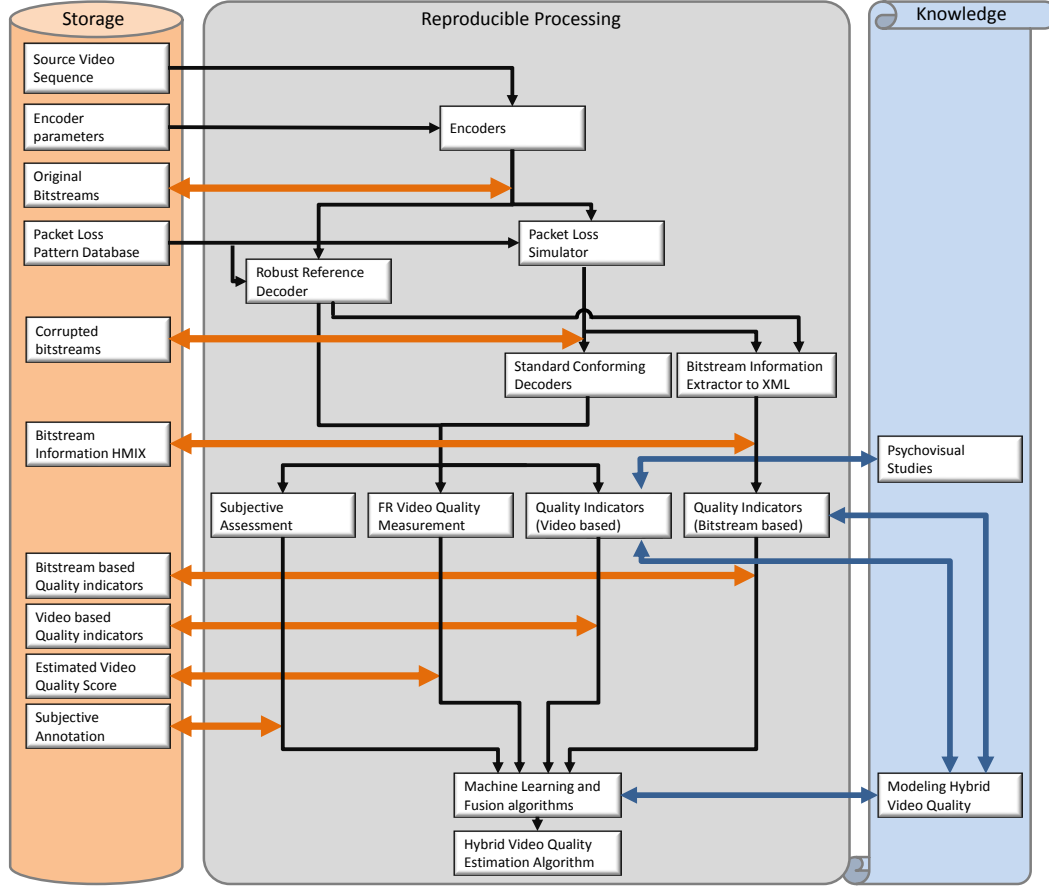 Storage
Reproducible Processing
Knowledge
Source Video
Sequence
Encoder
parameters
Encoders
Original
Bitstreams
Packet Loss
Pattern Database
Packet Loss
Simulator
Robust Reference
Decoder
Corrupted
bitstreams
Standard Conforming
Decoders
Bitstream Information
Extractor to XML
Bitstream
Information HMIX
Psychovisual
Studies
Subjective
Assessment
FR Video Quality
Measurement
Quality Indicators
(Video based)
Quality Indicators
(Bitstream based)
Bitstream based
Quality indicators
Video based
Quality indicators
Estimated Video
Quality Score
Subjective
Annotation
Machine Learning and
Fusion algorithms
Modeling Hybrid
Video Quality
Hybrid Video Quality
Estimation Algorithm